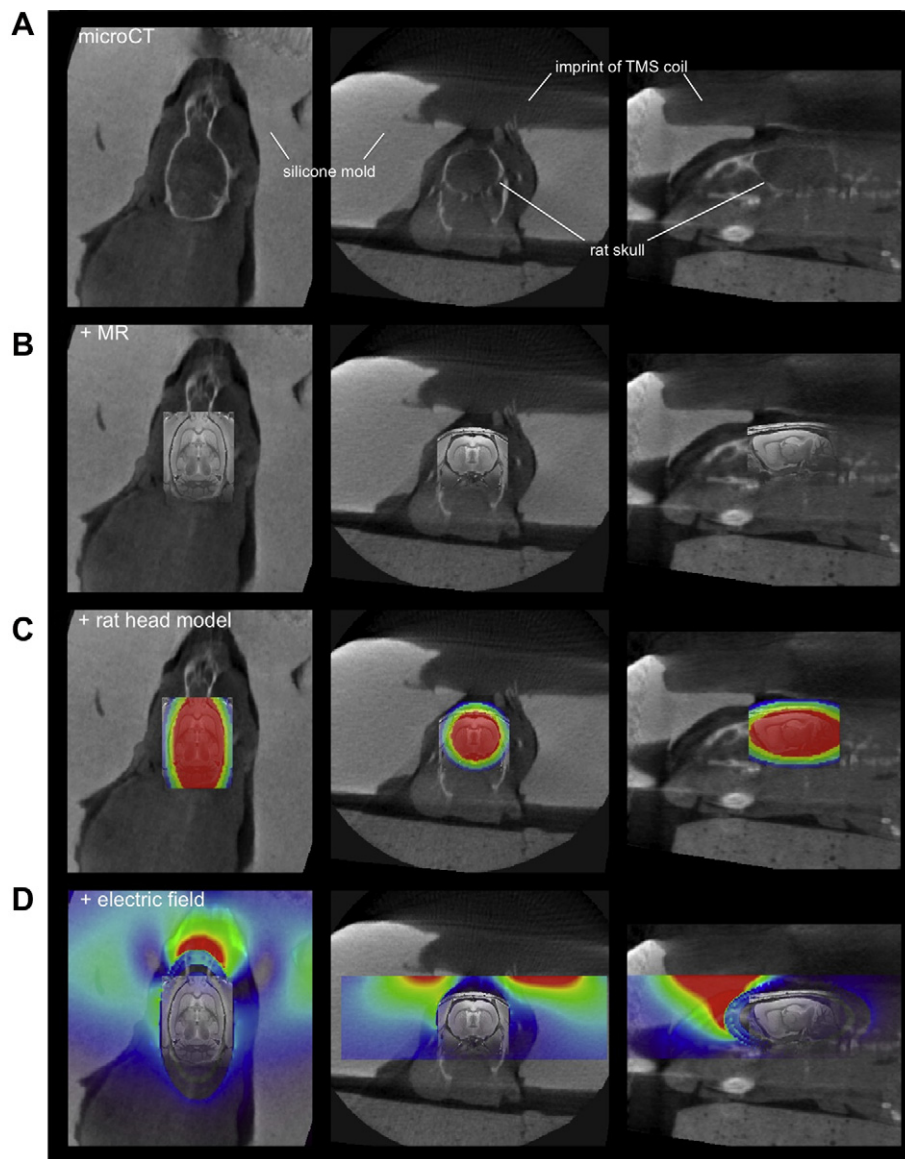 A
microCT
imprint of TMS coil
silicone mold
rat skull
B
+ MR
C
+ rat head model
D
+ electric field